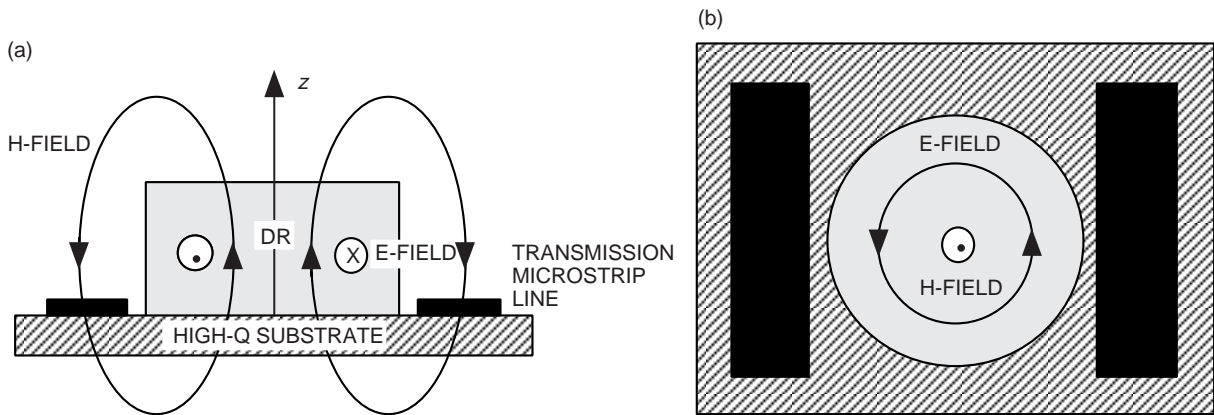 (a)
z
H-FIELD
DR
X
E-FIELD
TRANSMISSION
MICROSTRIP
LINE
HIGH-Q SUBSTRATE
(b)
E-FIELD
H-FIELD